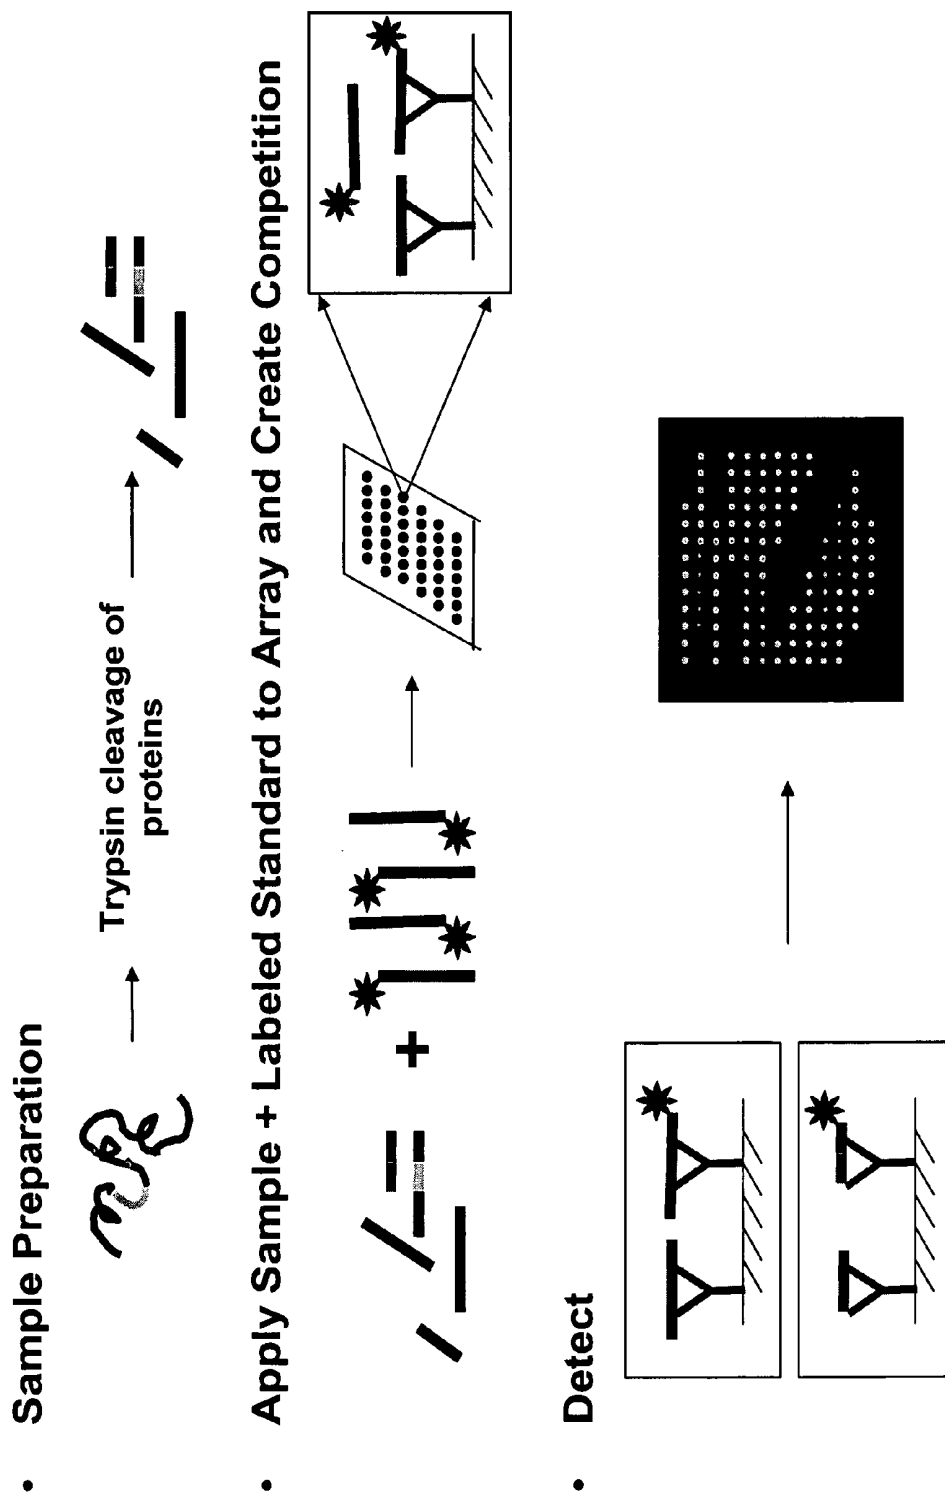 • Sample Preparation
Trypsin cleavage of
proteins
• Apply Sample + Labeled Standard to Array and Create Competition
+
• Detect